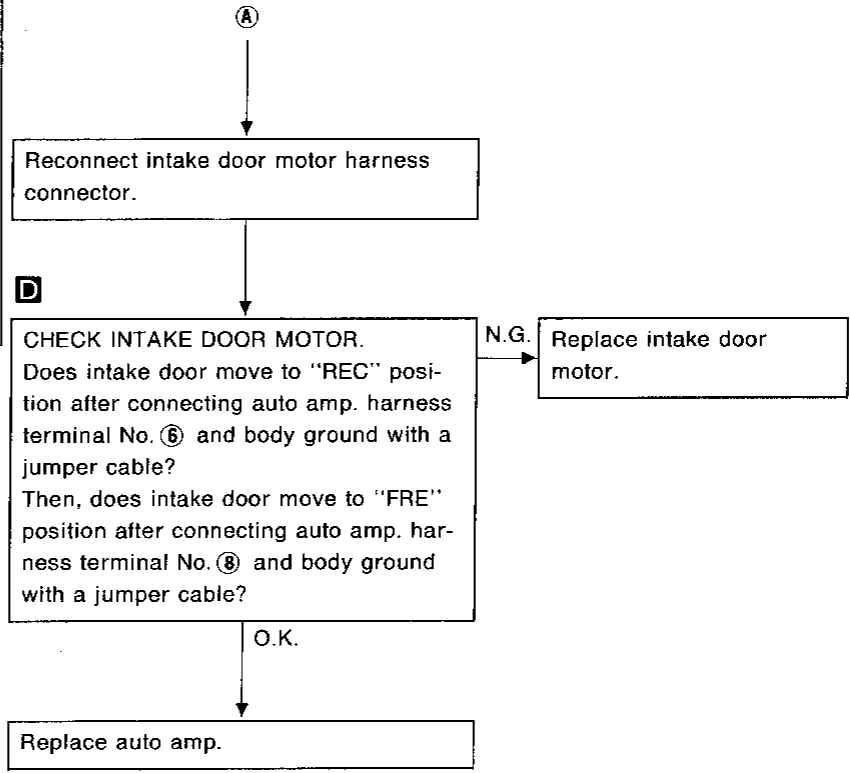 Ⓐ
Reconnect intake door motor harness
connector.
D
CHECK INTAKE DOOR MOTOR.
Does intake door move to "REC" posi-
tion after connecting auto amp. harness
terminal No. ⑥ and body ground with a
jumper cable?
Then, does intake door move to "FRE"
position after connecting auto amp. har-
ness terminal No. ⑧ and body ground
with a jumper cable?
N.G.
Replace intake door
motor.
O.K.
Replace auto amp.